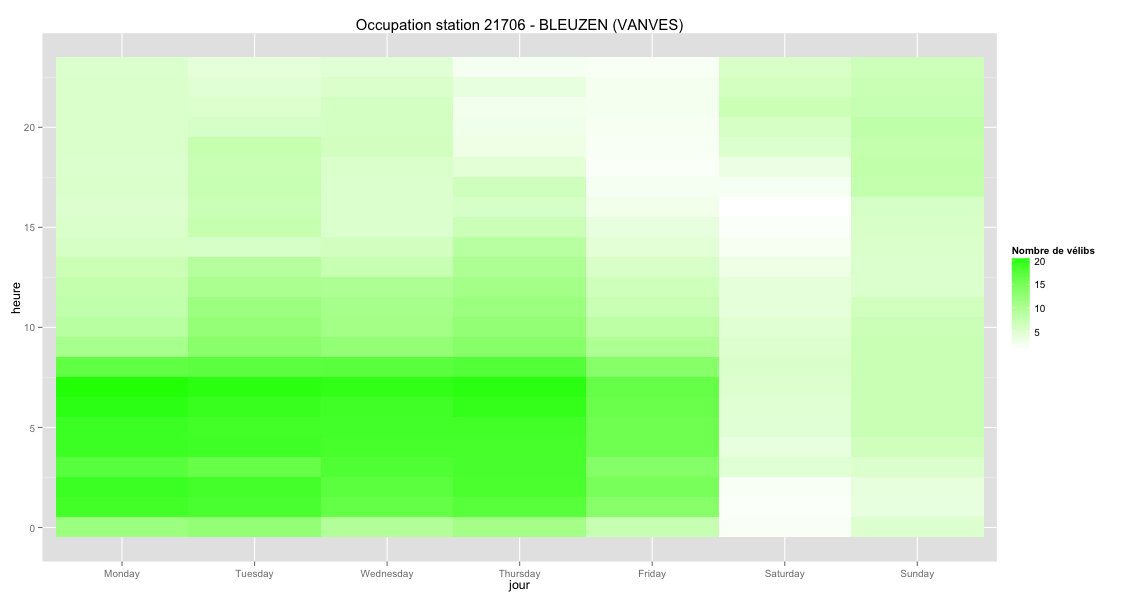 Occupation station 21706 - BLEUZEN (VANVES)
20
15
10
5
0
heure
Monday Tuesday Wednesday Thursday Friday Saturday Sunday
jour
Nombre de vélibs
20
15
10
5